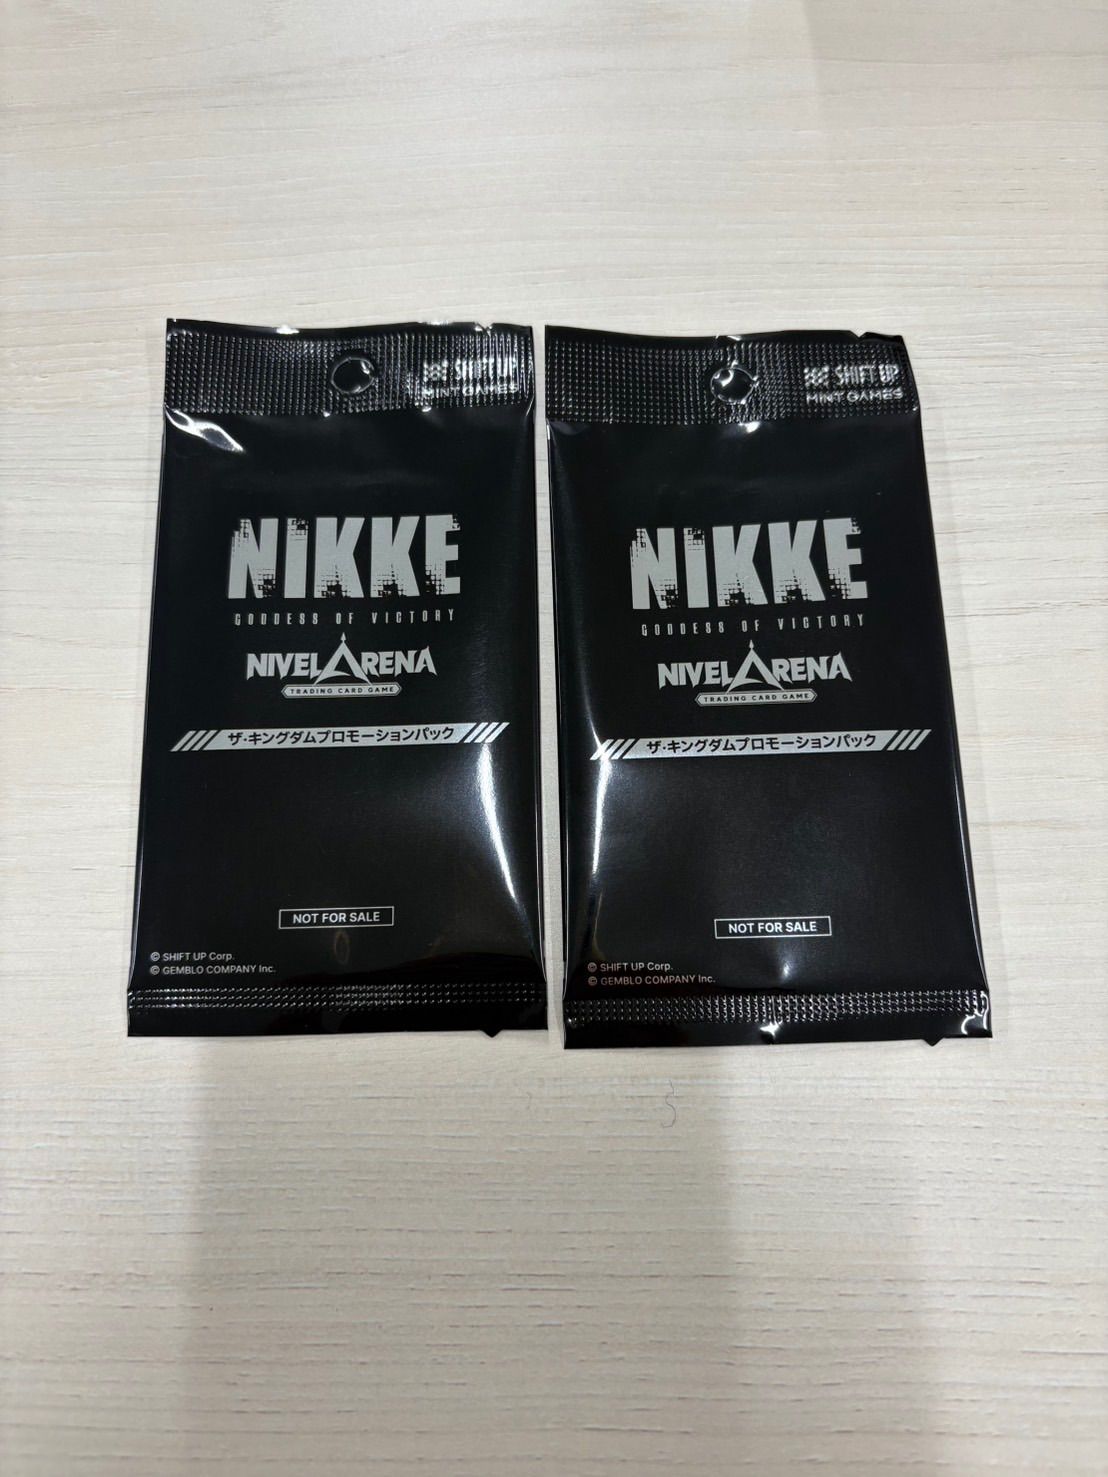 SHIFT UP
MINT GAMES
NIKKE
GODDESS OF VICTORY
NIVEL ARENA
TRADING CARD GAME
ザ・キングダムプロモーションパック
NOT FOR SALE
© SHIFT UP Corp.
© GEMBLO COMPANY Inc.
SHIFT UP
MINT GAMES
NIKKE
GODDESS OF VICTORY
NIVEL ARENA
TRADING CARD GAME
ザ・キングダムプロモーションパック
NOT FOR SALE
© SHIFT UP Corp.
© GEMBLO COMPANY Inc.